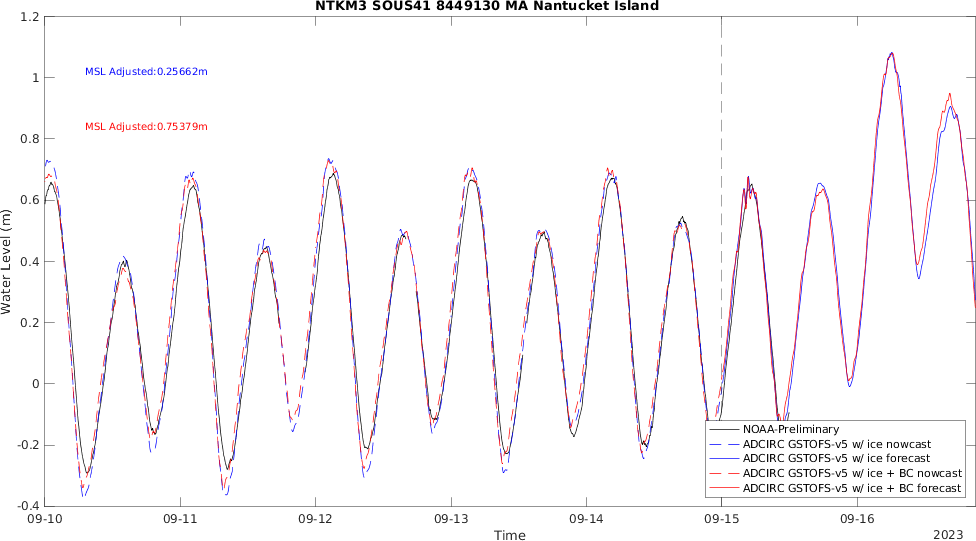 NTKM3 SOUS41 8449130 MA Nantucket Island
1.2
1
0.8
0.6
0.4
0.2
0
-0.2
-0.4
Water Level (m)
MSL Adjusted:0.25662m
MSL Adjusted:0.75379m
NOAA-Preliminary
ADCIRC GSTOFS-v5 w/ ice nowcast
ADCIRC GSTOFS-v5 w/ ice forecast
ADCIRC GSTOFS-v5 w/ ice + BC nowcast
ADCIRC GSTOFS-v5 w/ ice + BC forecast
09-10 09-11 09-12 09-13 09-14 09-15 09-16
Time
2023